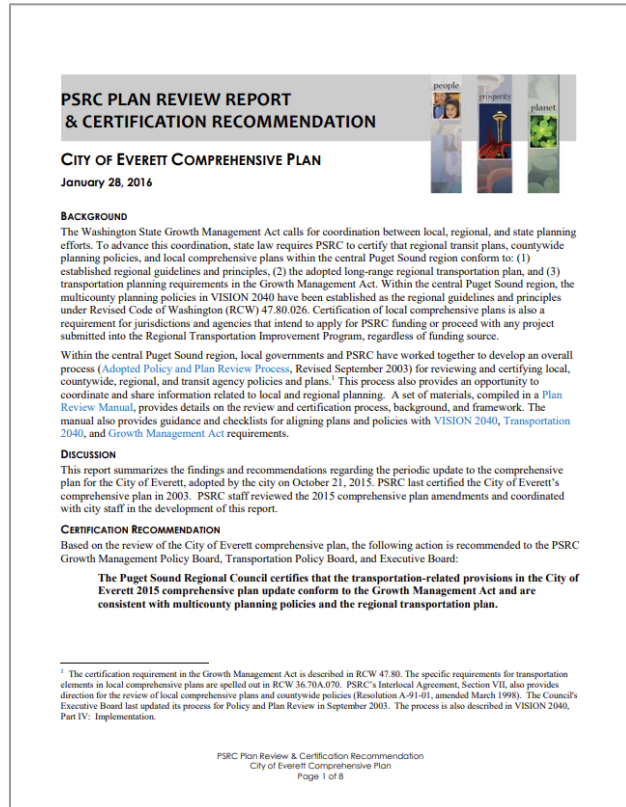 PSRC PLAN REVIEW REPORT
& CERTIFICATION RECOMMENDATION
people
prosperity
planet
CITY OF EVERETT COMPREHENSIVE PLAN
January 28, 2016
BACKGROUND
The Washington State Growth Management Act calls for coordination between local, regional, and state planning
efforts. To advance this coordination, state law requires PSRC to certify that regional transit plans, countywide
planning policies, and local comprehensive plans within the central Puget Sound region conform to: (1)
established regional guidelines and principles, (2) the adopted long-range regional transportation plan, and (3)
transportation planning requirements in the Growth Management Act. Within the central Puget Sound region, the
multicounty planning policies in VISION 2040 have been established as the regional guidelines and principles
under Revised Code of Washington (RCW) 47.80.026. Certification of local comprehensive plans is also a
requirement for jurisdictions and agencies that intend to apply for PSRC funding or proceed with any project
submitted into the Regional Transportation Improvement Program, regardless of funding source.
Within the central Puget Sound region, local governments and PSRC have worked together to develop an overall
process (Adopted Policy and Plan Review Process, Revised September 2003) for reviewing and certifying local,
countywide, regional, and transit agency policies and plans.1 This process also provides an opportunity to
coordinate and share information related to local and regional planning. A set of materials, compiled in a Plan
Review Manual, provides details on the review and certification process, background, and framework. The
manual also provides guidance and checklists for aligning plans and policies with VISION 2040, Transportation
2040, and Growth Management Act requirements.
DISCUSSION
This report summarizes the findings and recommendations regarding the periodic update to the comprehensive
plan for the City of Everett, adopted by the city on October 21, 2015. PSRC last certified the City of Everett's
comprehensive plan in 2003. PSRC staff reviewed the 2015 comprehensive plan amendments and coordinated
with city staff in the development of this report.
CERTIFICATION RECOMMENDATION
Based on the review of the City of Everett comprehensive plan, the following action is recommended to the PSRC
Growth Management Policy Board, Transportation Policy Board, and Executive Board:
The Puget Sound Regional Council certifies that the transportation-related provisions in the City of
Everett 2015 comprehensive plan update conform to the Growth Management Act and are
consistent with multicounty planning policies and the regional transportation plan.
1 The certification requirement in the Growth Management Act is described in RCW 47.80. The specific requirements for transportation
elements in local comprehensive plans are spelled out in RCW 36.70A.070. PSRC's Interlocal Agreement, Section VII, also provides
direction for the review of local comprehensive plans and countywide policies (Resolution A-91-01, amended March 1998). The Council's
Executive Board last updated its process for Policy and Plan Review in September 2003. The process is also described in VISION 2040,
Part IV: Implementation.
PSRC Plan Review & Certification Recommendation
City of Everett Comprehensive Plan
Page 1 of 8